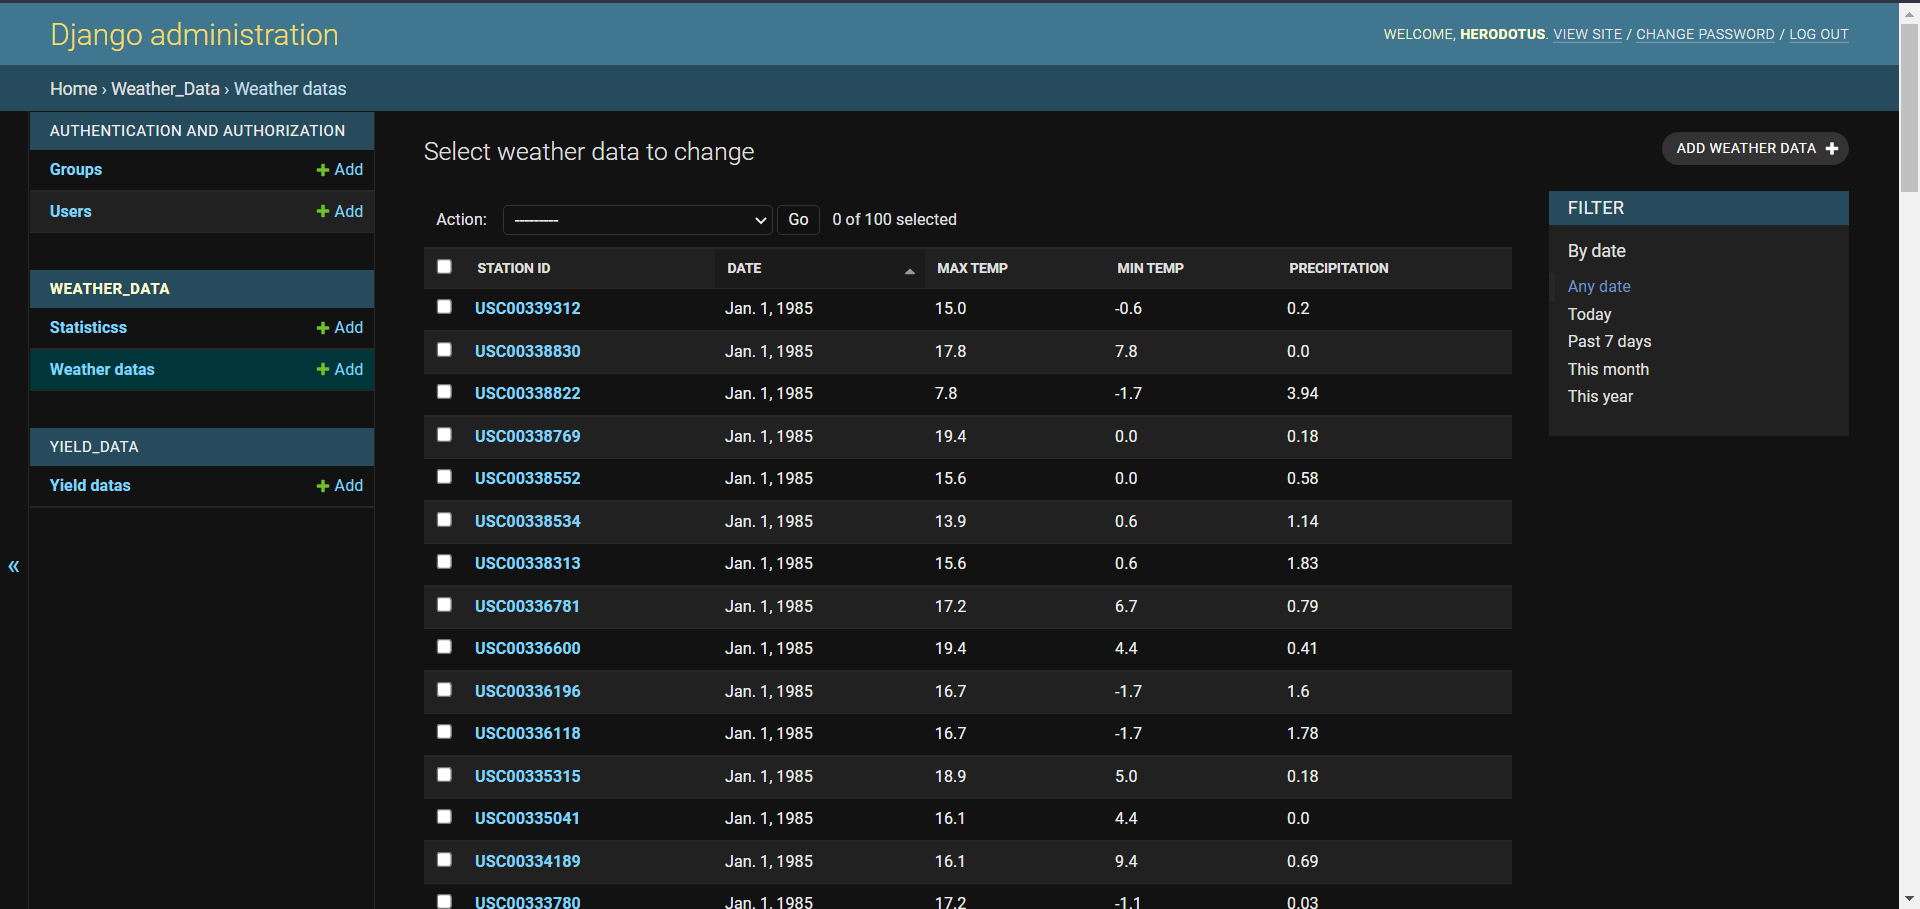 Django administration
WELCOME, HERODOTUS. VIEW SITE / CHANGE PASSWORD / LOG OUT
Home › Weather_Data › Weather datas
AUTHENTICATION AND AUTHORIZATION
Groups + Add
Users + Add
WEATHER_DATA
Statisticss + Add
Weather datas + Add
YIELD_DATA
Yield datas + Add
«
Select weather data to change
ADD WEATHER DATA +
Action: --------- Go 0 of 100 selected
STATION ID DATE MAX TEMP MIN TEMP PRECIPITATION
USC00339312 Jan. 1, 1985 15.0 -0.6 0.2
USC00338830 Jan. 1, 1985 17.8 7.8 0.0
USC00338822 Jan. 1, 1985 7.8 -1.7 3.94
USC00338769 Jan. 1, 1985 19.4 0.0 0.18
USC00338552 Jan. 1, 1985 15.6 0.0 0.58
USC00338534 Jan. 1, 1985 13.9 0.6 1.14
USC00338313 Jan. 1, 1985 15.6 0.6 1.83
USC00336781 Jan. 1, 1985 17.2 6.7 0.79
USC00336600 Jan. 1, 1985 19.4 4.4 0.41
USC00336196 Jan. 1, 1985 16.7 -1.7 1.6
USC00336118 Jan. 1, 1985 16.7 -1.7 1.78
USC00335315 Jan. 1, 1985 18.9 5.0 0.18
USC00335041 Jan. 1, 1985 16.1 4.4 0.0
USC00334189 Jan. 1, 1985 16.1 9.4 0.69
USC00333780 Jan. 1, 1985 17.2 -1.1 0.03
FILTER
By date
Any date
Today
Past 7 days
This month
This year